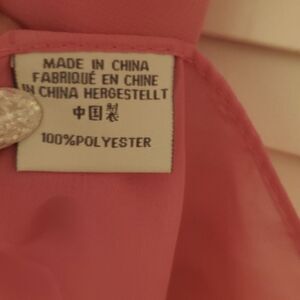 MADE IN CHINA
FABRIQUÉ EN CHINE
IN CHINA HERGESTELLT
中国製
100%POLYESTER